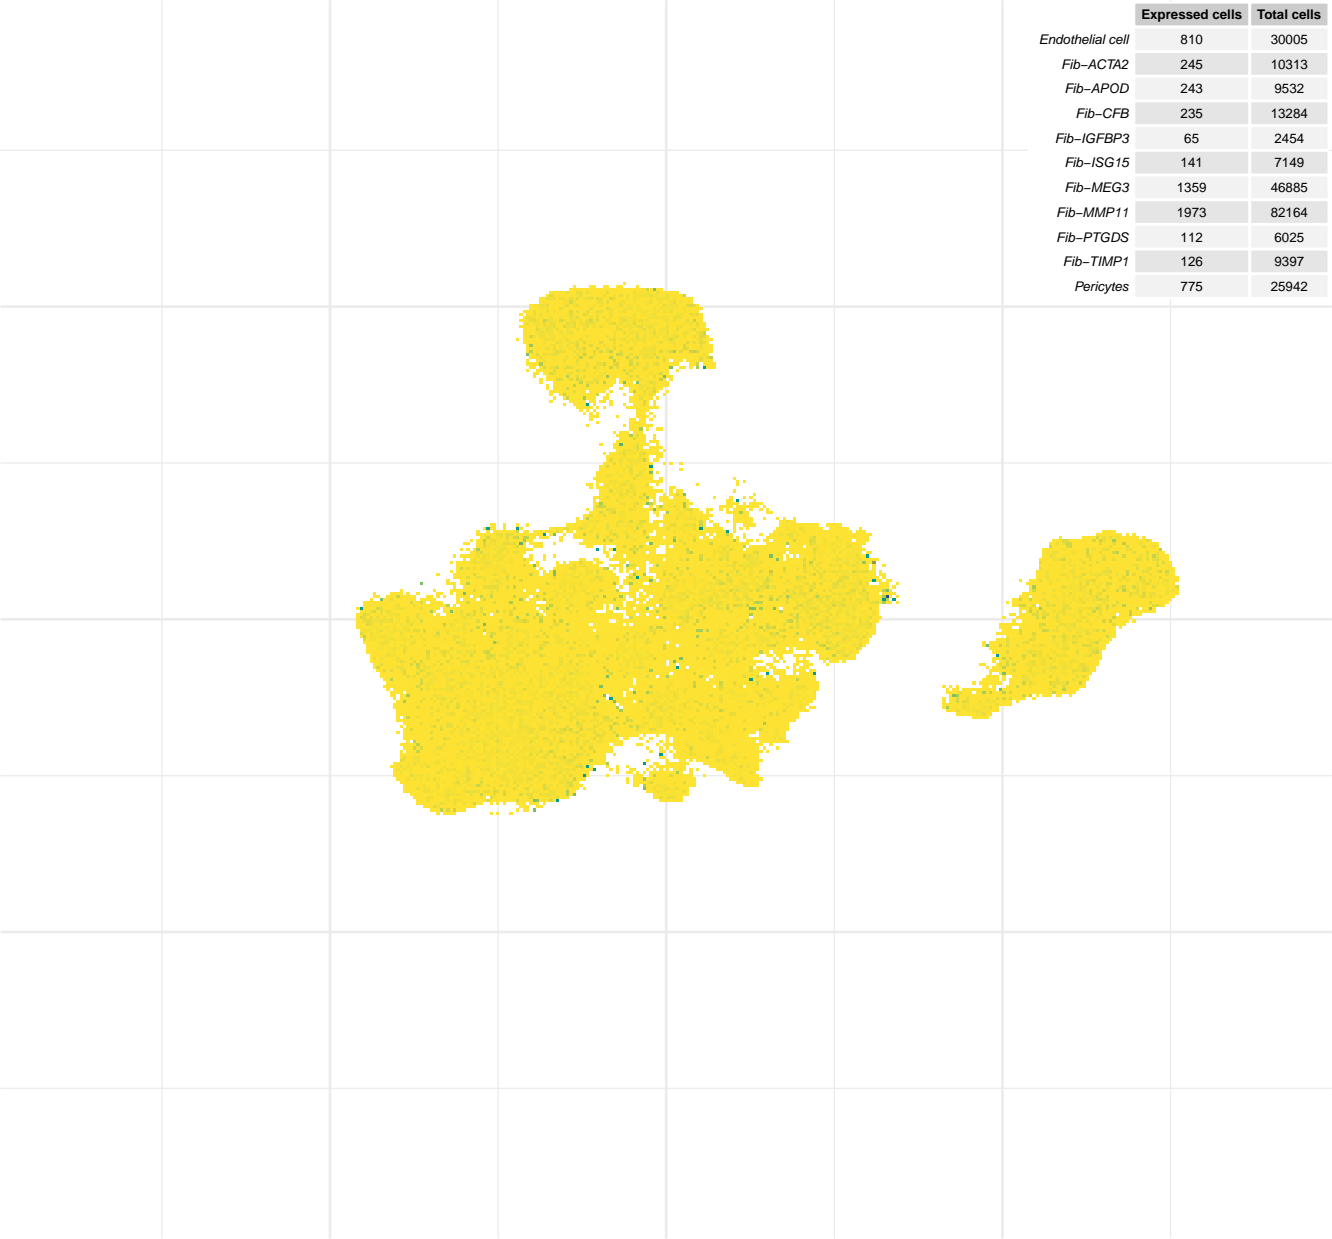 Expressed cells Total cells
Endothelial cell 810 30005
Fib−ACTA2 245 10313
Fib−APOD 243 9532
Fib−CFB 235 13284
Fib−IGFBP3 65 2454
Fib−ISG15 141 7149
Fib−MEG3 1359 46885
Fib−MMP11 1973 82164
Fib−PTGDS 112 6025
Fib−TIMP1 126 9397
Pericytes 775 25942